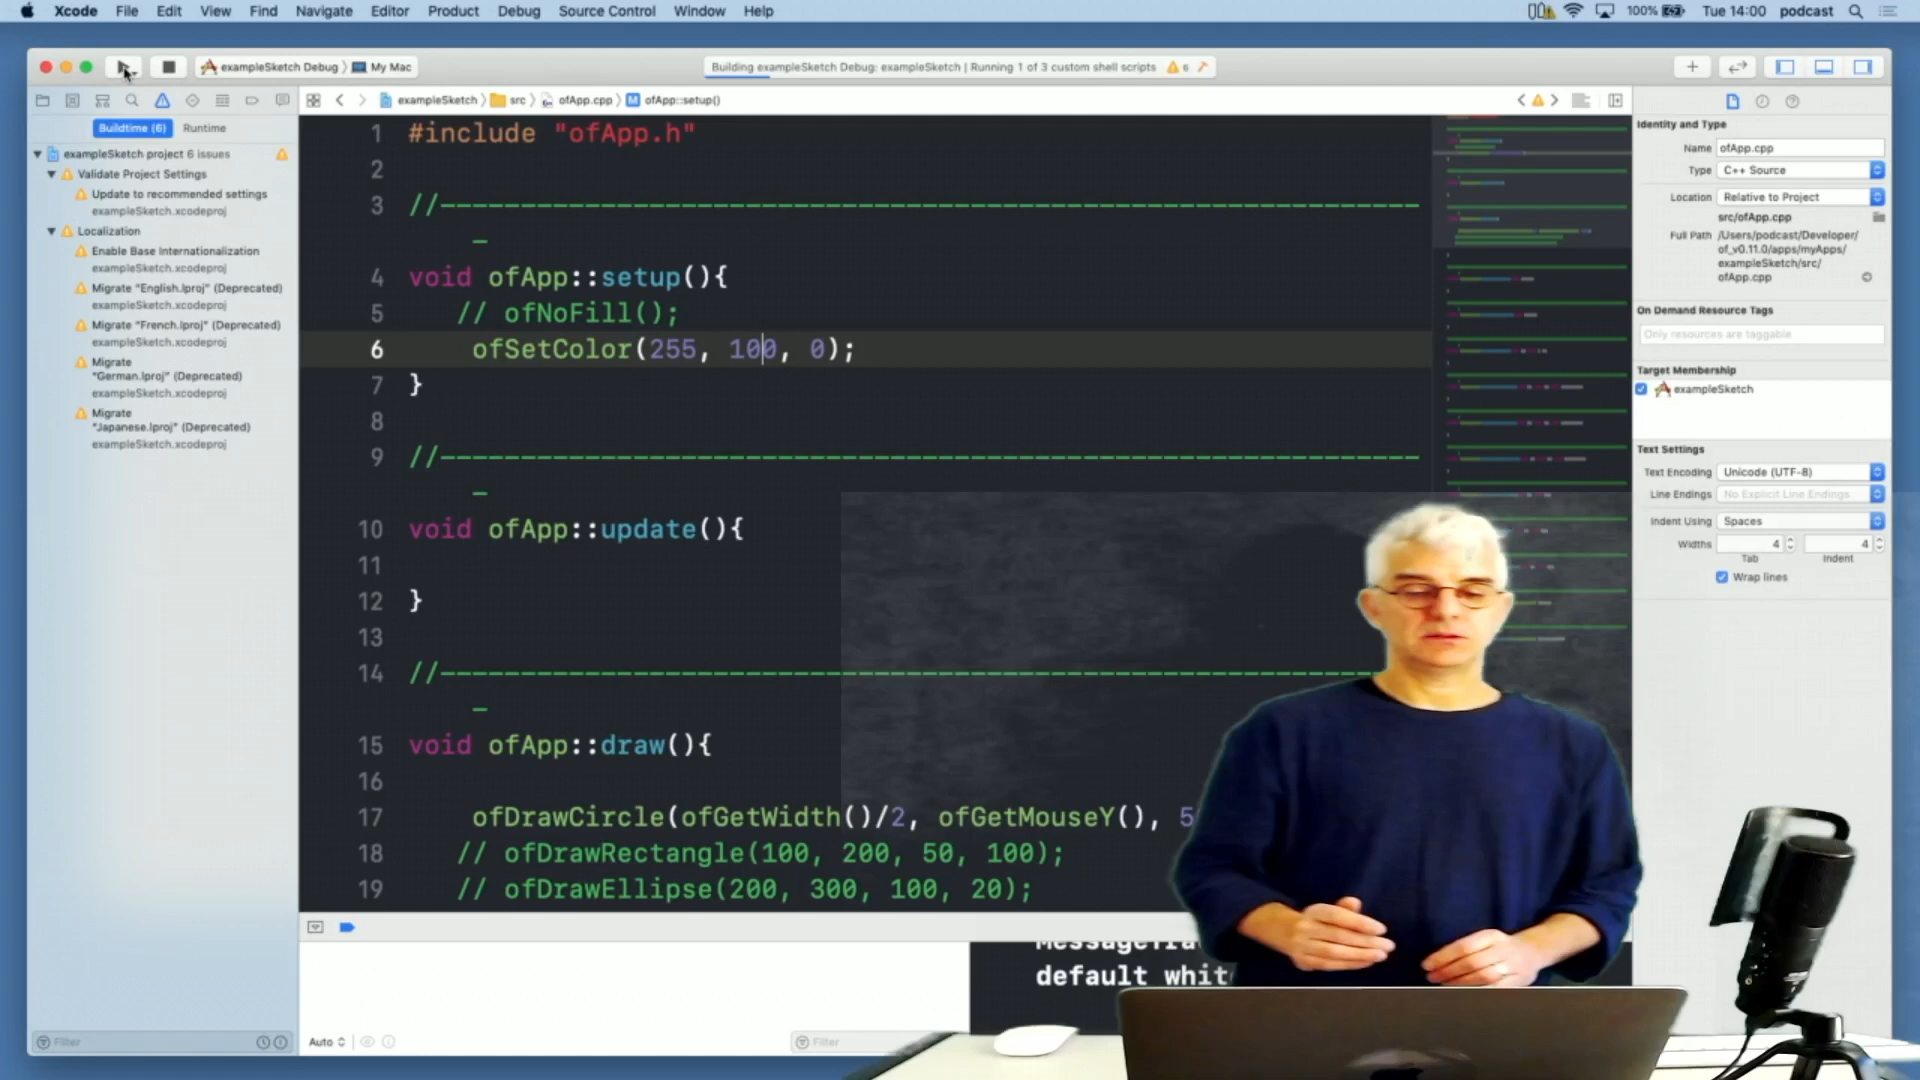 Xcode File Edit View Find Navigate Editor Product Debug Source Control Window Help
100% Tue 14:00 podcast
exampleSketch Debug My Mac
Building exampleSketch Debug: exampleSketch | Running 1 of 3 custom shell scripts 6
exampleSketch src ofApp.cpp M ofApp::setup()
Buildtime (6) Runtime
exampleSketch project 6 issues
Validate Project Settings
Update to recommended settings
exampleSketch.xcodeproj
Localization
Enable Base Internationalization
exampleSketch.xcodeproj
Migrate "English.lproj" (Deprecated)
exampleSketch.xcodeproj
Migrate "French.lproj" (Deprecated)
exampleSketch.xcodeproj
Migrate
"German.lproj" (Deprecated)
exampleSketch.xcodeproj
Migrate
"Japanese.lproj" (Deprecated)
exampleSketch.xcodeproj
Filter
1 #include "ofApp.h"
2
3 //--------------------------------------------------------------
-
4 void ofApp::setup(){
5 // ofNoFill();
6 ofSetColor(255, 100, 0);
7 }
8
9 //--------------------------------------------------------------
-
10 void ofApp::update(){
11
12 }
13
14 //--------------------------------------------------------------
-
15 void ofApp::draw(){
16
17 ofDrawCircle(ofGetWidth()/2, ofGetMouseY(), 5
18 // ofDrawRectangle(100, 200, 50, 100);
19 // ofDrawEllipse(200, 300, 100, 20);
default whit
Auto
Filter
Identity and Type
Name ofApp.cpp
Type C++ Source
Location Relative to Project
src/ofApp.cpp
Full Path /Users/podcast/Developer/
of_v0.11.0/apps/myApps/
exampleSketch/src/
ofApp.cpp
On Demand Resource Tags
Only resources are taggable
Target Membership
exampleSketch
Text Settings
Text Encoding Unicode (UTF-8)
Line Endings No Explicit Line Endings
Indent Using Spaces
Widths 4 4
Tab Indent
Wrap lines